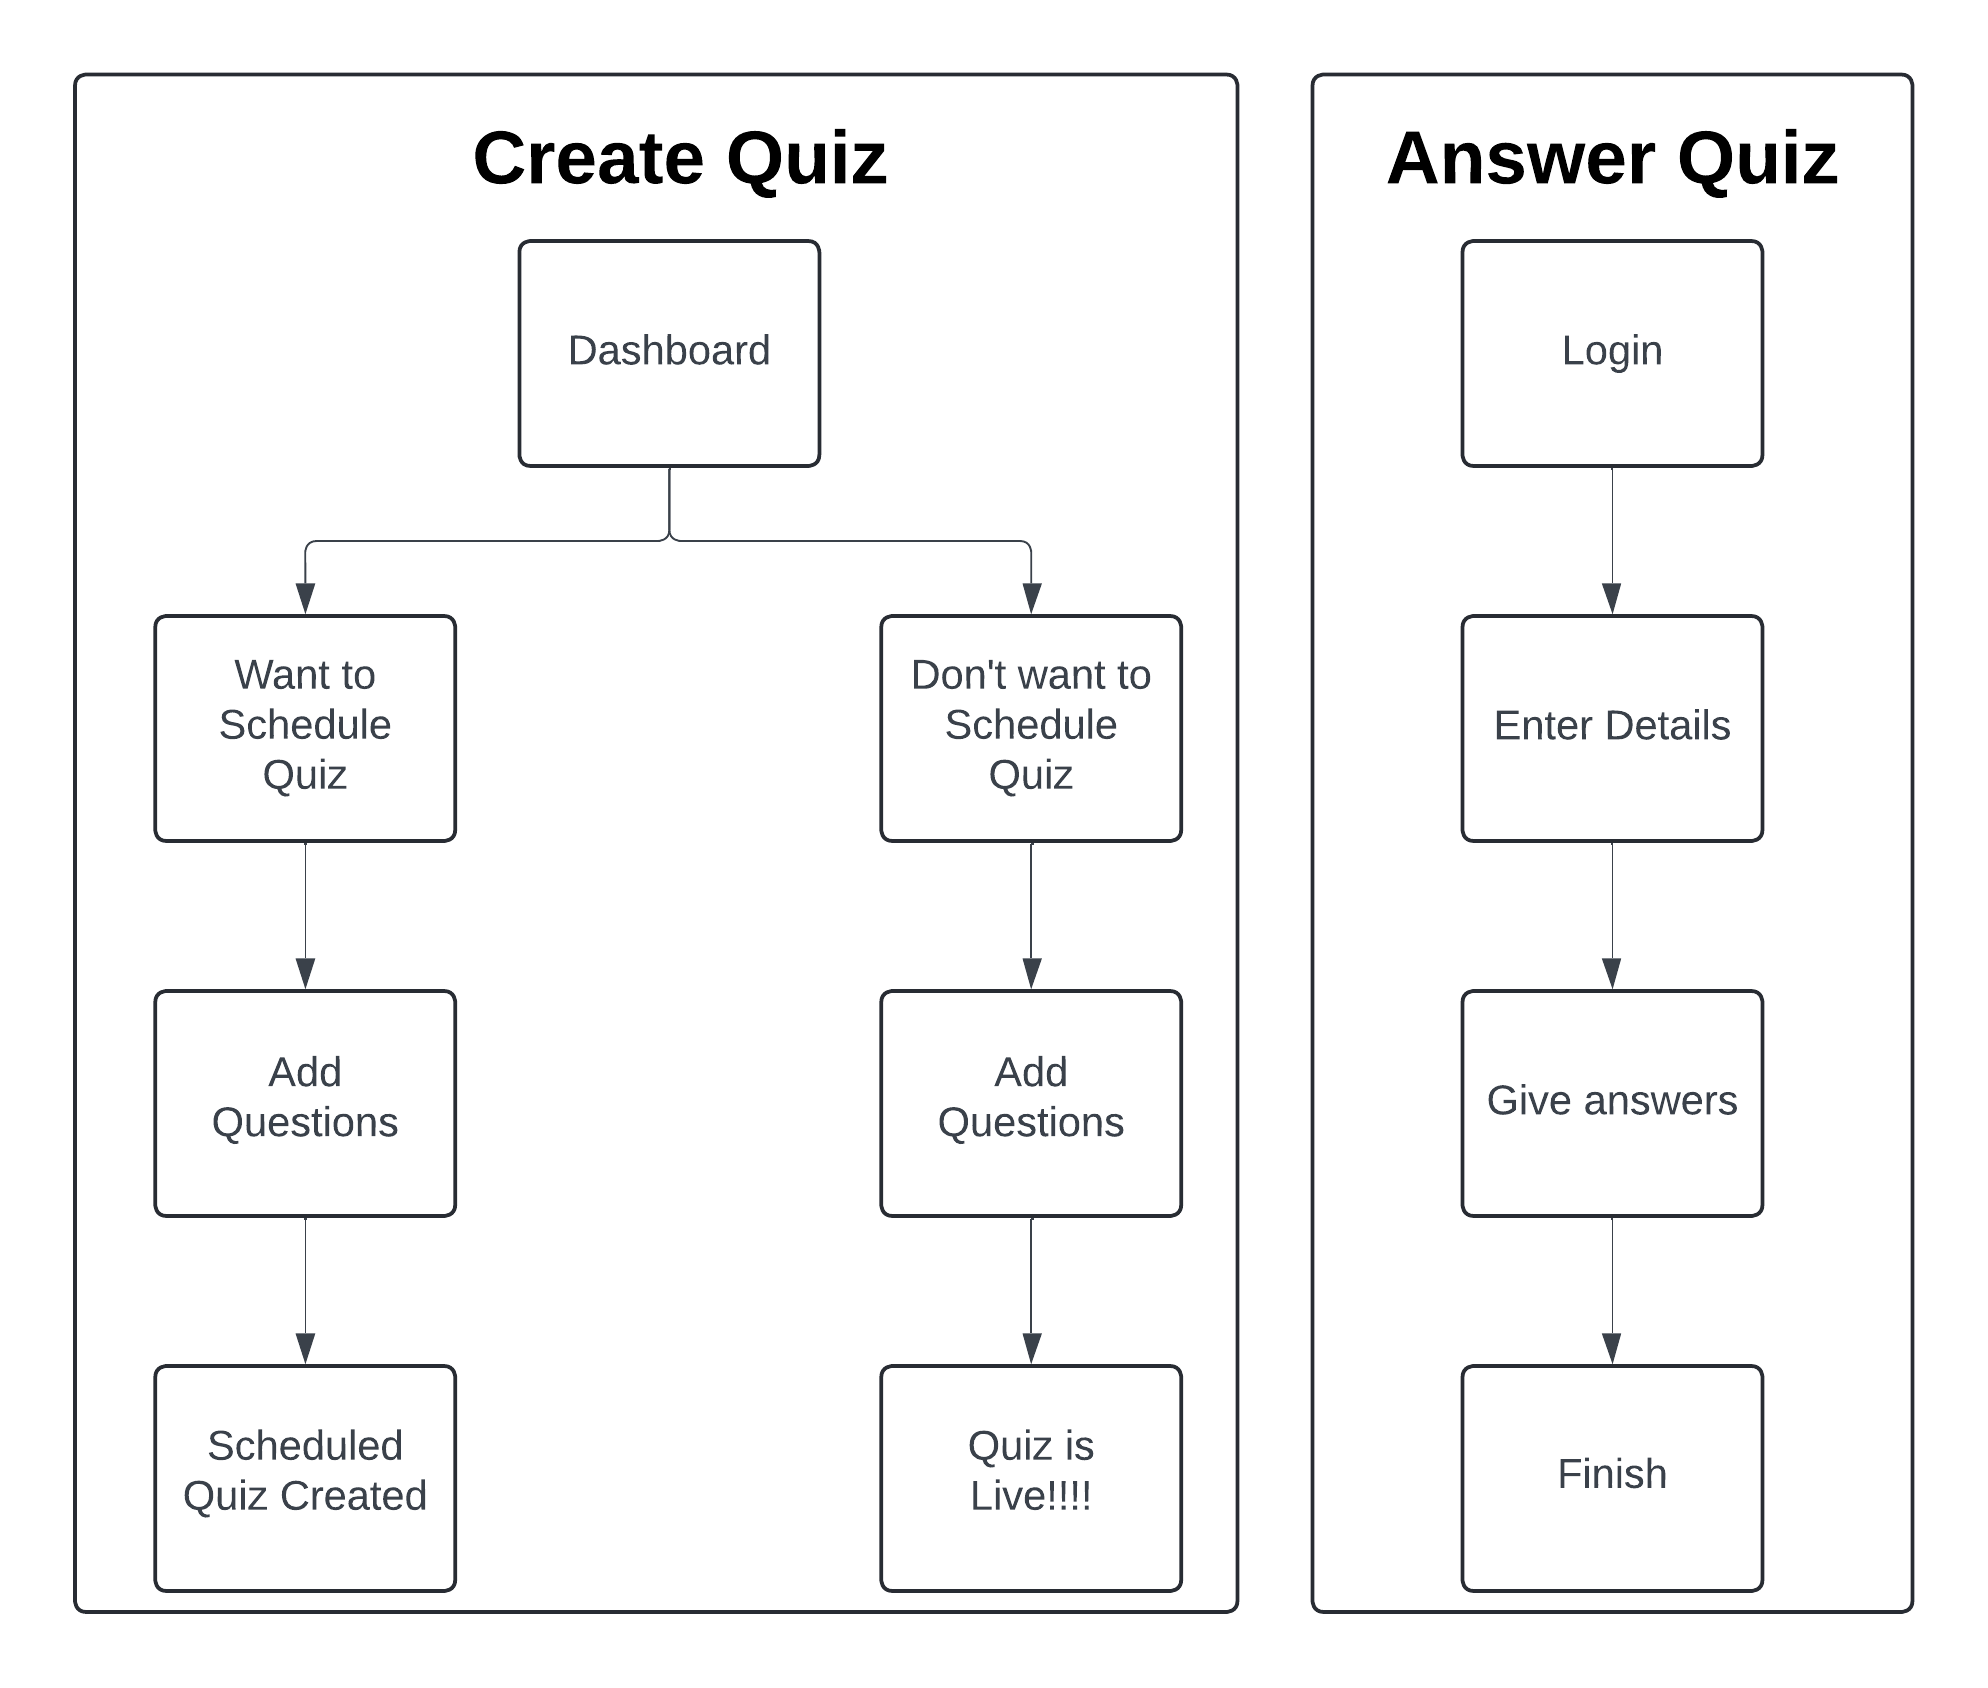 Create Quiz
Dashboard
Want to
Schedule
Quiz
Don't want to
Schedule
Quiz
Add
Questions
Add
Questions
Scheduled
Quiz Created
Quiz is
Live!!!!
Answer Quiz
Login
Enter Details
Give answers
Finish